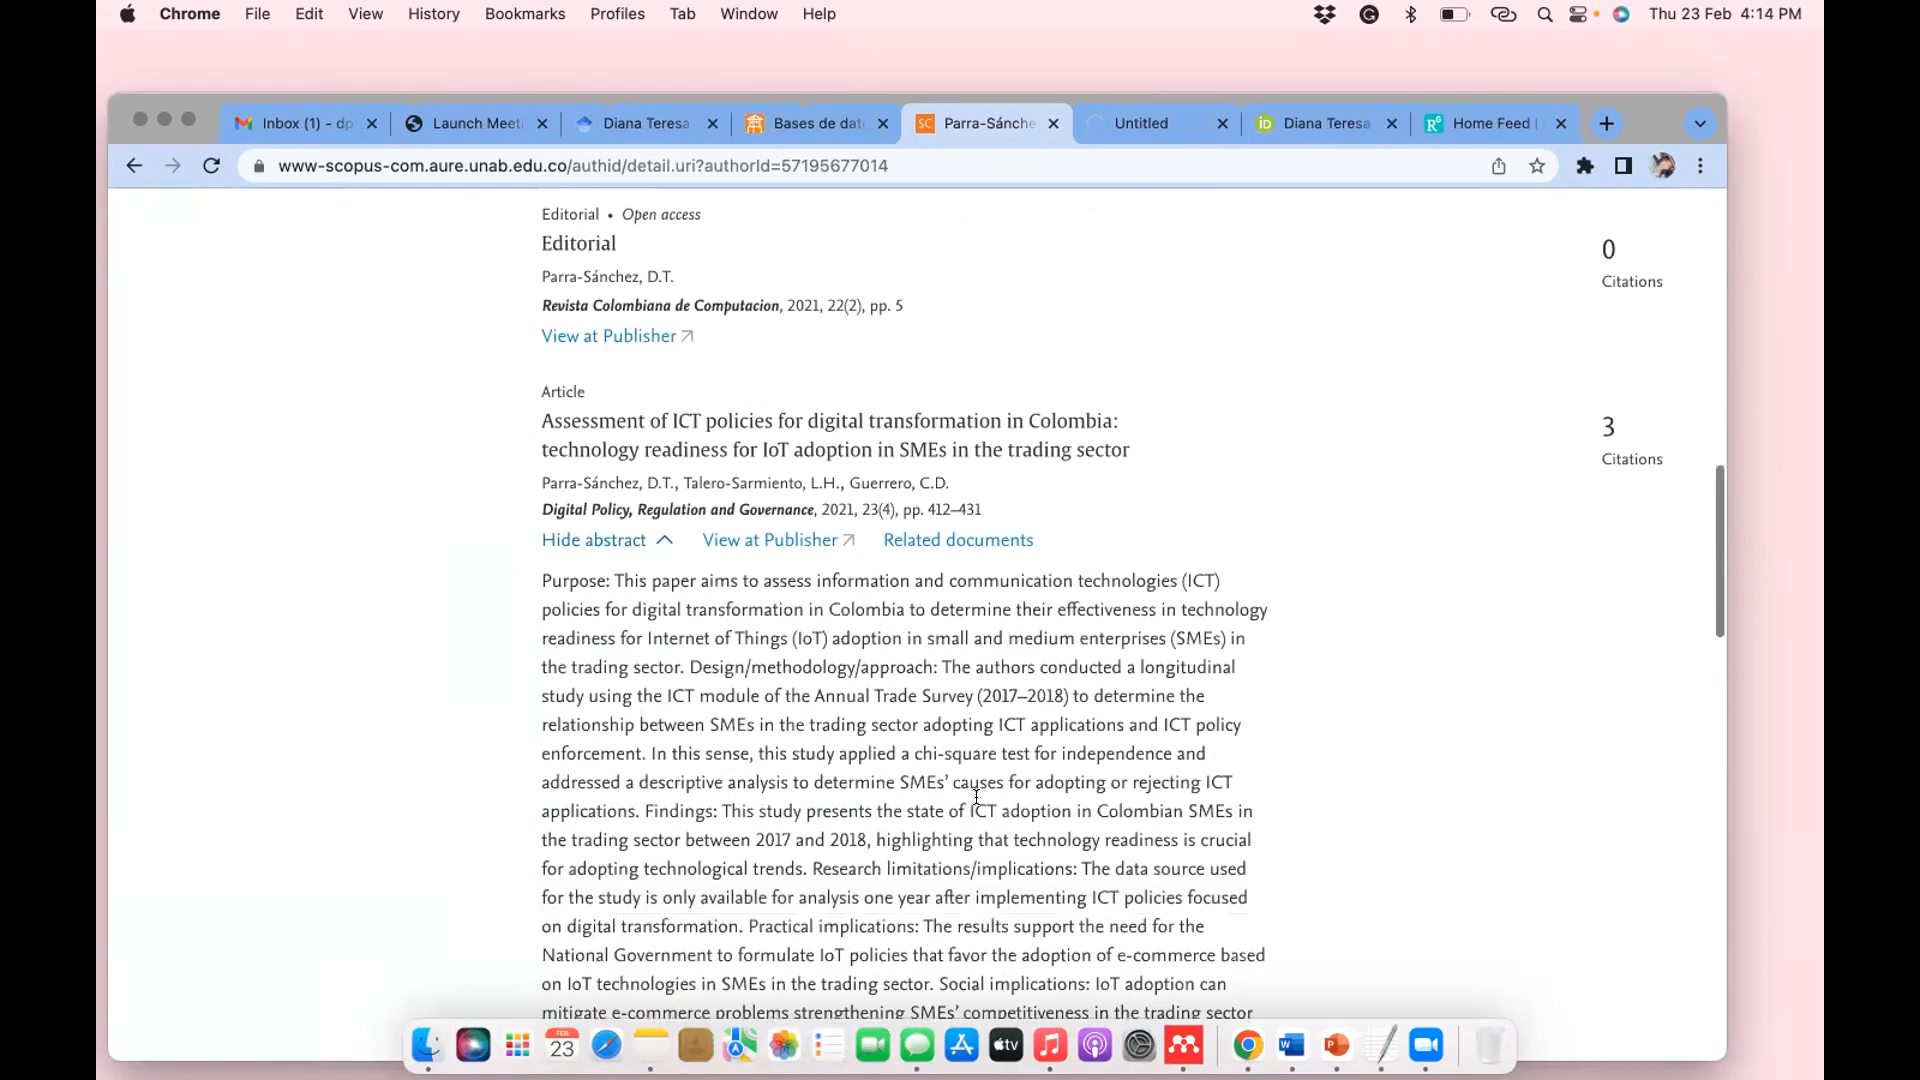 Chrome File Edit View History Bookmarks Profiles Tab Window Help Thu 23 Feb 4:14 PM
Inbox (1) - dp Launch Meeti Diana Teresa Bases de dat Parra-Sánche Untitled Diana Teresa Home Feed |
www-scopus-com.aure.unab.edu.co/authid/detail.uri?authorId=57195677014
Editorial • Open access
Editorial
0
Parra-Sánchez, D.T.
Citations
Revista Colombiana de Computacion, 2021, 22(2), pp. 5
View at Publisher
Article
Assessment of ICT policies for digital transformation in Colombia:
3
technology readiness for IoT adoption in SMEs in the trading sector
Citations
Parra-Sánchez, D.T., Talero-Sarmiento, L.H., Guerrero, C.D.
Digital Policy, Regulation and Governance, 2021, 23(4), pp. 412–431
Hide abstract View at Publisher Related documents
Purpose: This paper aims to assess information and communication technologies (ICT)
policies for digital transformation in Colombia to determine their effectiveness in technology
readiness for Internet of Things (IoT) adoption in small and medium enterprises (SMEs) in
the trading sector. Design/methodology/approach: The authors conducted a longitudinal
study using the ICT module of the Annual Trade Survey (2017–2018) to determine the
relationship between SMEs in the trading sector adopting ICT applications and ICT policy
enforcement. In this sense, this study applied a chi-square test for independence and
addressed a descriptive analysis to determine SMEs' causes for adopting or rejecting ICT
applications. Findings: This study presents the state of ICT adoption in Colombian SMEs in
the trading sector between 2017 and 2018, highlighting that technology readiness is crucial
for adopting technological trends. Research limitations/implications: The data source used
for the study is only available for analysis one year after implementing ICT policies focused
on digital transformation. Practical implications: The results support the need for the
National Government to formulate IoT policies that favor the adoption of e-commerce based
on IoT technologies in SMEs in the trading sector. Social implications: IoT adoption can
mitigate e-commerce problems strengthening SMEs' competitiveness in the trading sector
FEB
23
tv